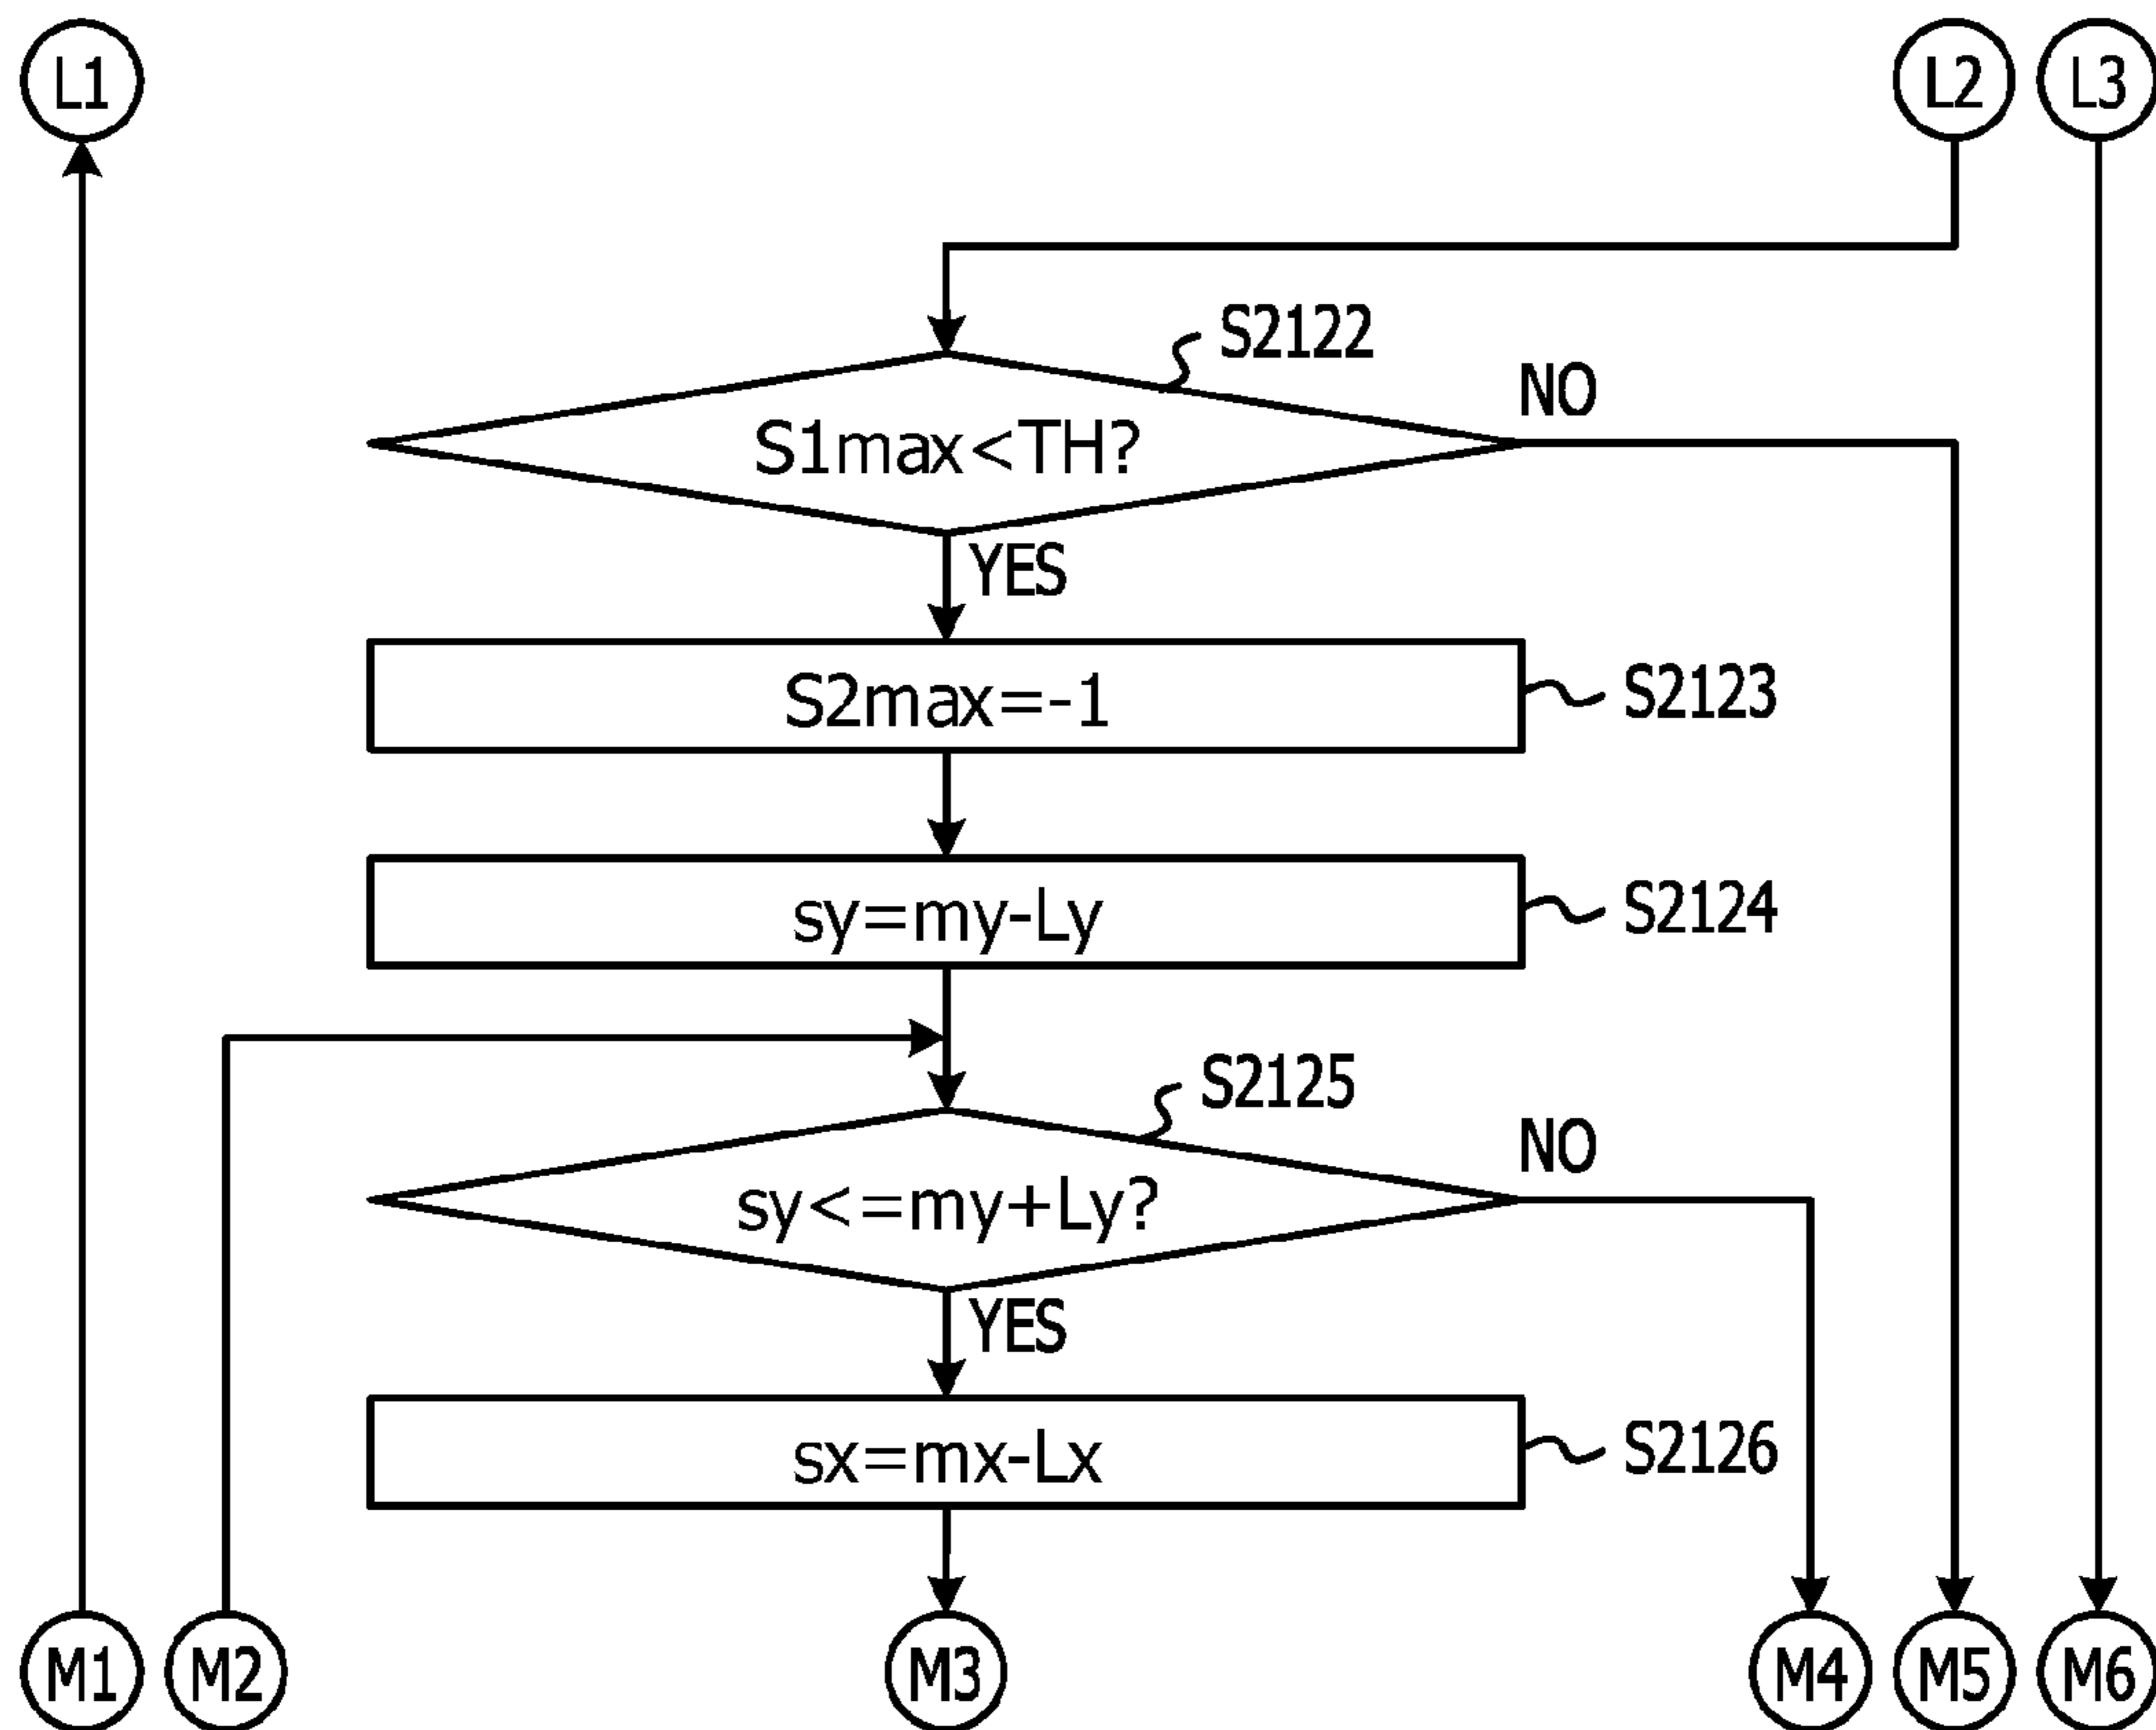 L1
L2
L3
S2122
NO
S1max<TH?
YES
S2max=-1
S2123
sy=my-Ly
S2124
S2125
NO
sy<=my+Ly?
YES
sx=mx-Lx
S2126
M1
M2
M3
M4
M5
M6